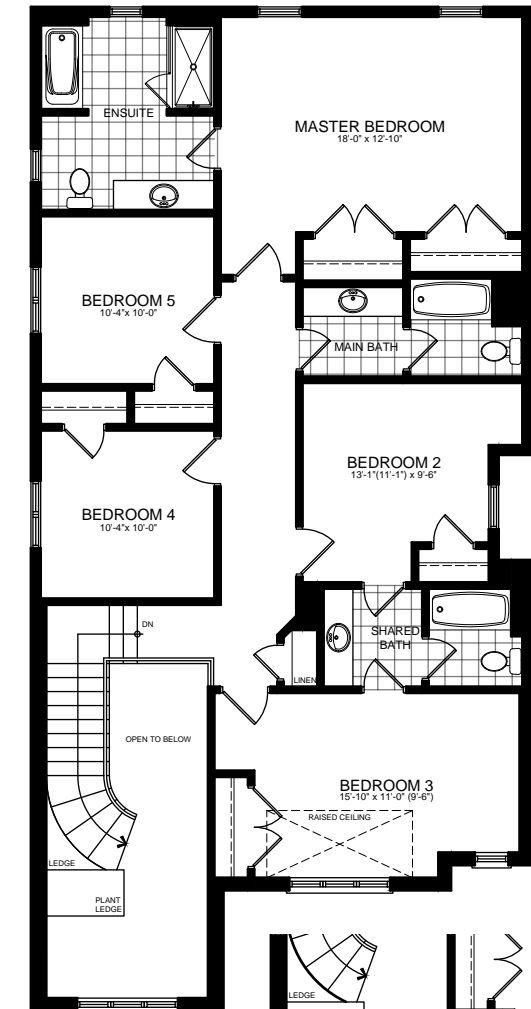 ENSUITE
MASTER BEDROOM
18'-0" x 12'-10"
BEDROOM 5
10'-4"x 10'-0"
MAIN BATH
BEDROOM 2
13'-1"(11'-1") x 9'-6"
BEDROOM 4
10'-4"x 10'-0"
DN
SHARED
BATH
LINEN
OPEN TO BELOW
BEDROOM 3
15'-10" x 11'-0" (9'-6")
RAISED CEILING
LEDGE
PLANT
LEDGE
LEDGE